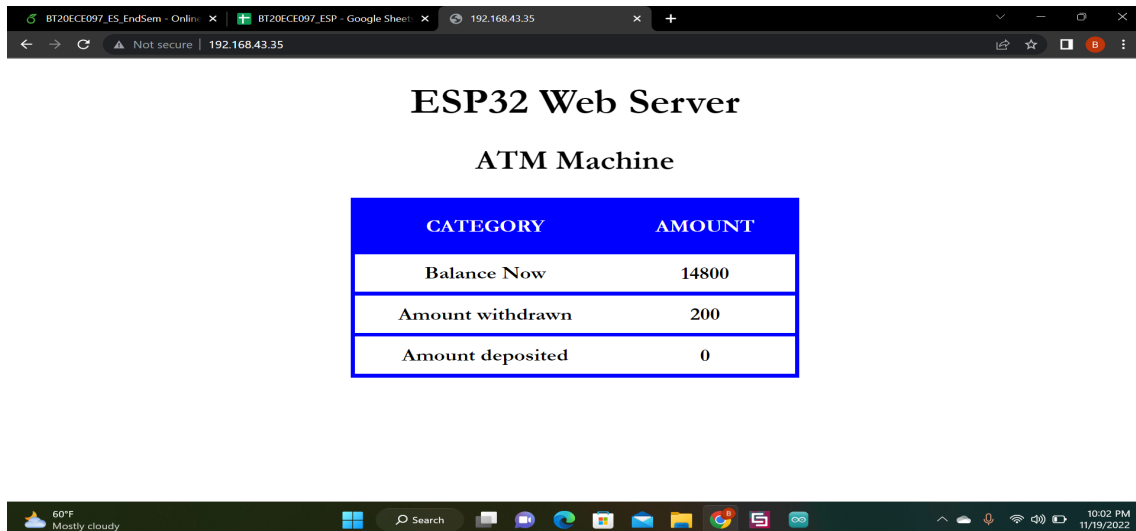 BT20ECE097_ES_EndSem - Online
BT20ECE097_ESP - Google Sheet
192.168.43.35
Not secure | 192.168.43.35
B
ESP32 Web Server
ATM Machine
CATEGORY AMOUNT
Balance Now 14800
Amount withdrawn 200
Amount deposited 0
60°F
Mostly cloudy
Search
10:02 PM
11/19/2022